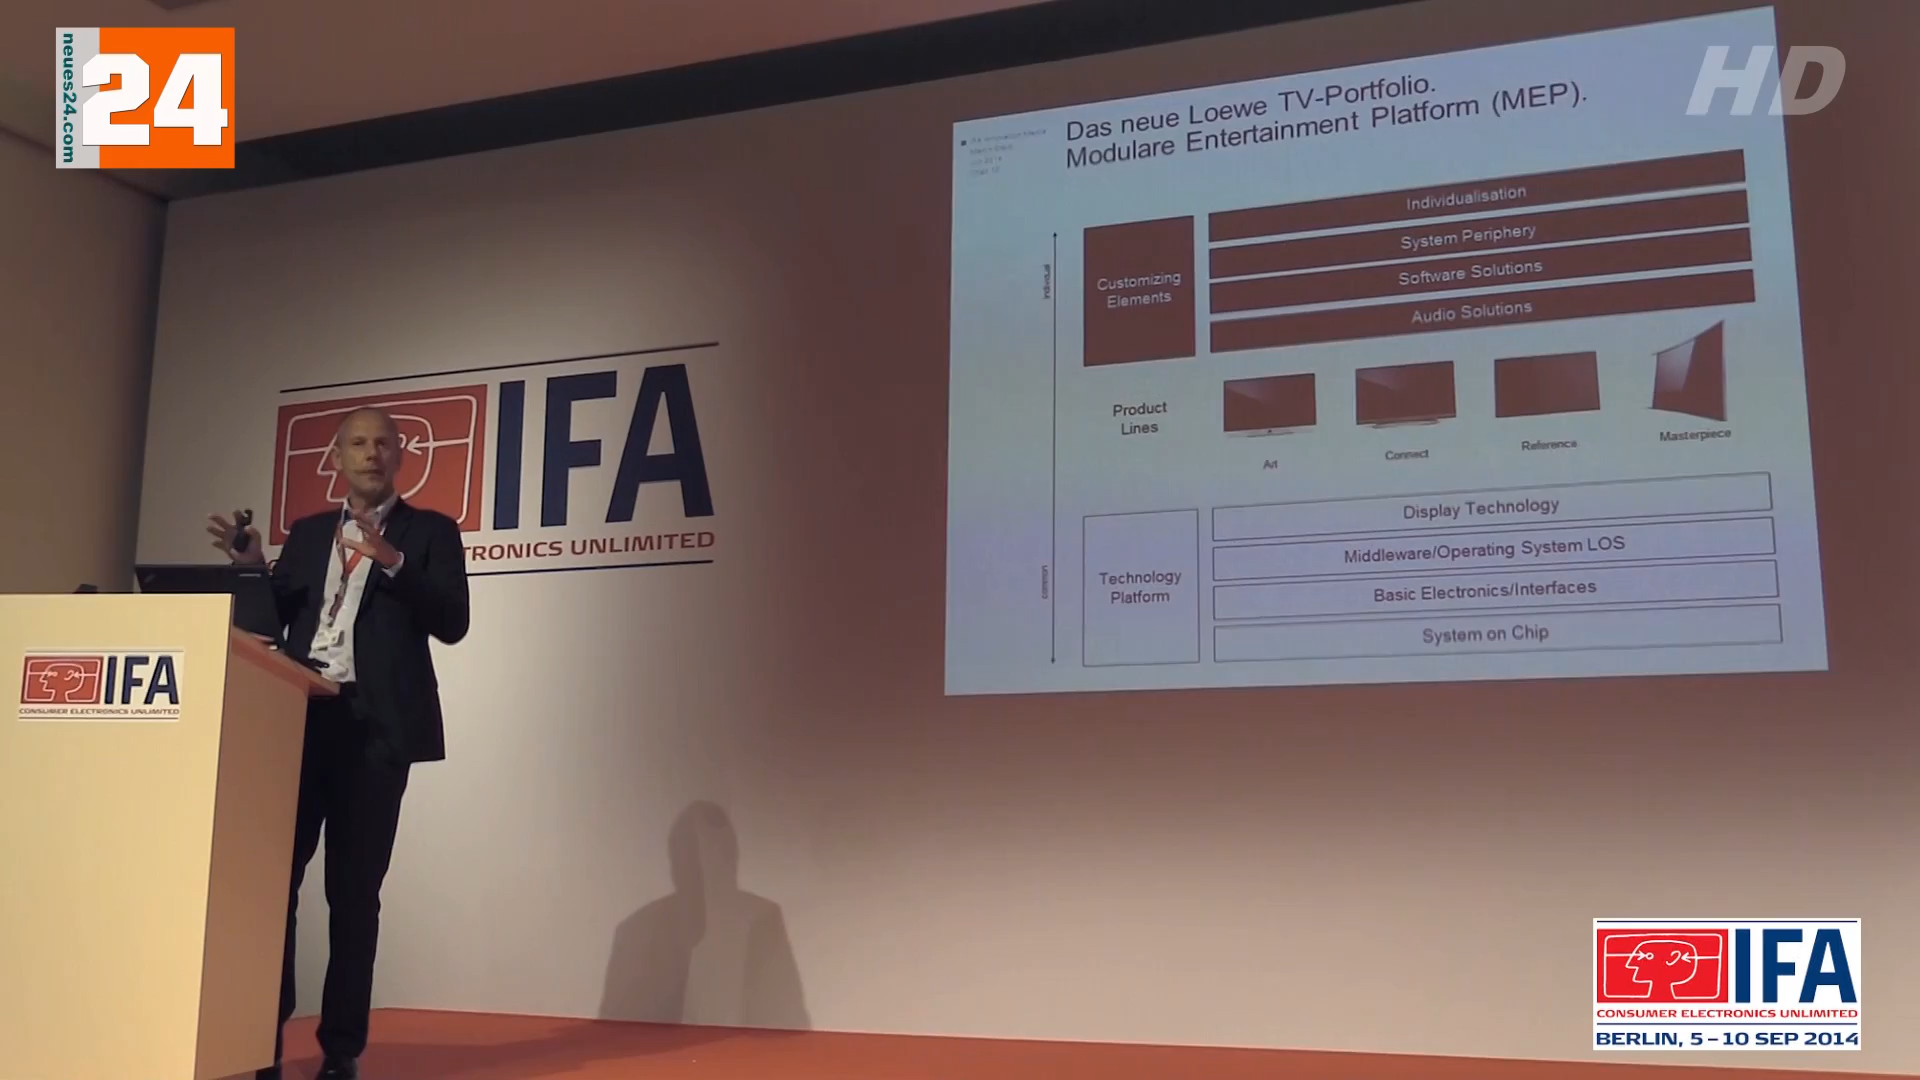 neues24.com
24
HD
Das neue Loewe TV-Portfolio.
Modulare Entertainment Platform (MEP).
individual
common
Customizing
Elements
Individualisation
System Periphery
Software Solutions
Audio Solutions
Product
Lines
Art
Connect
Reference
Masterpiece
Technology
Platform
Display Technology
Middleware/Operating System LOS
Basic Electronics/Interfaces
System on Chip
IFA
TRONICS UNLIMITED
IFA
CONSUMER ELECTRONICS UNLIMITED
IFA
CONSUMER ELECTRONICS UNLIMITED
BERLIN, 5–10 SEP 2014